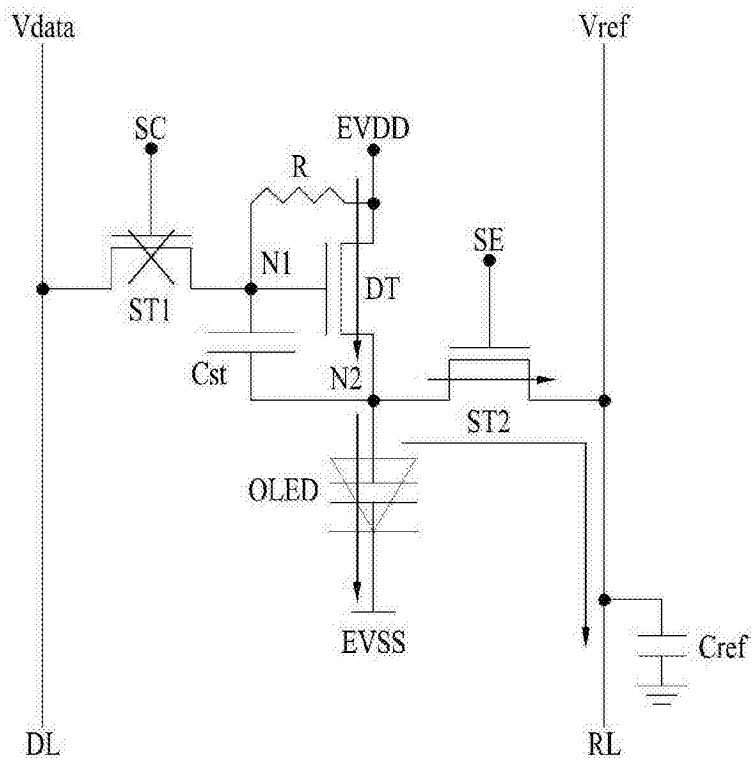 Vdata
Vref
SC
EVDD
R
SE
N1
DT
ST1
Cst
N2
ST2
OLED
EVSS
Cref
DL
RL